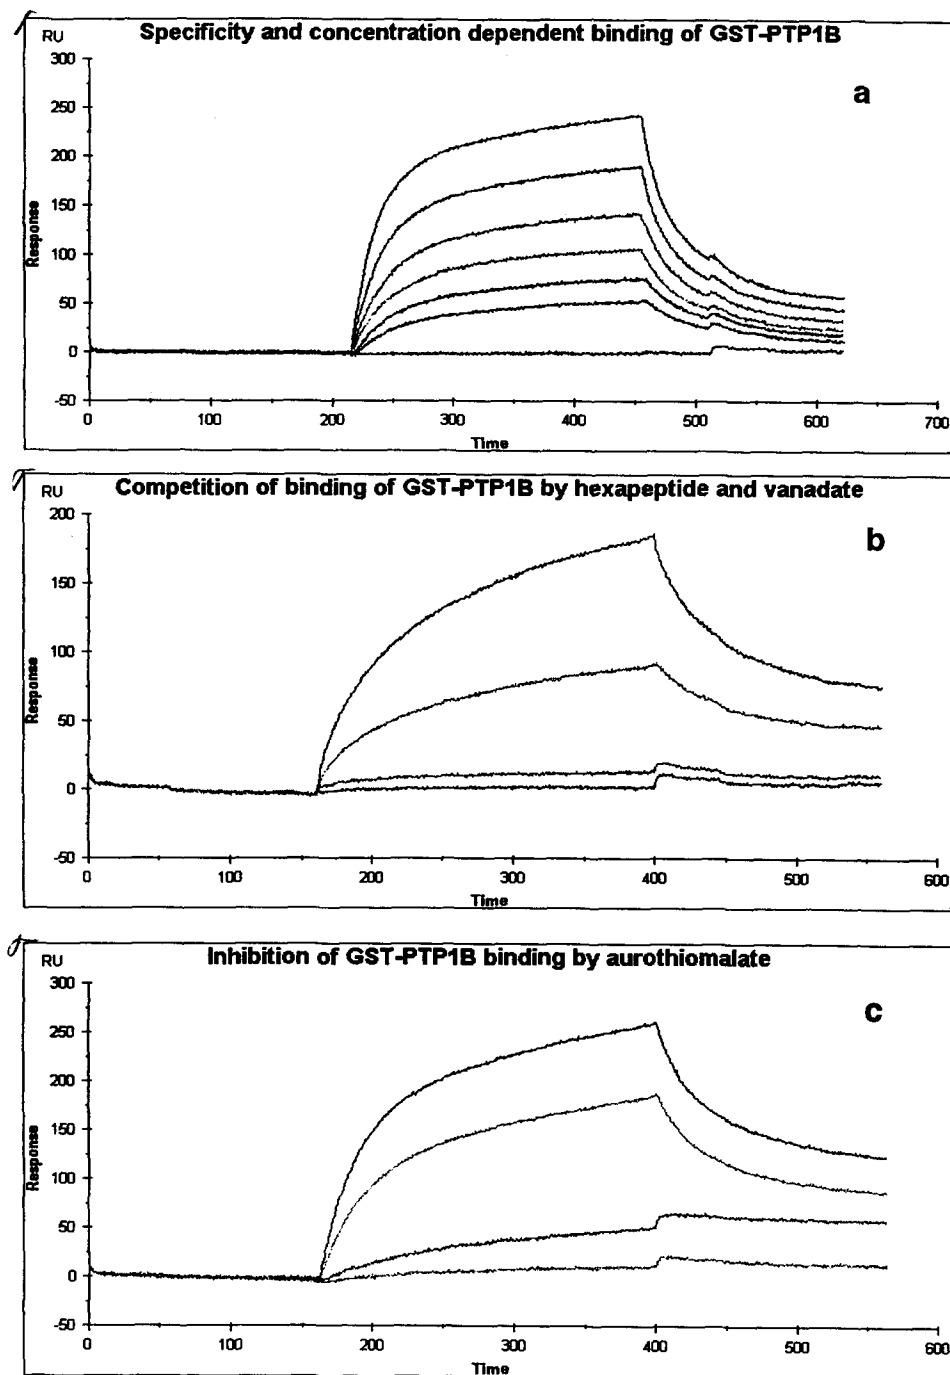 Specificity and concentration dependent binding of GST-PTP1B
RU
a
300
250
200
150
100
50
0
-50
Response
0 100 200 300 400 500 600 700
Time
Competition of binding of GST-PTP1B by hexapeptide and vanadate
RU
b
200
150
100
50
0
-50
Response
0 100 200 300 400 500 600
Time
Inhibition of GST-PTP1B binding by aurothiomalate
RU
c
300
250
200
150
100
50
0
-50
Response
0 100 200 300 400 500 600
Time